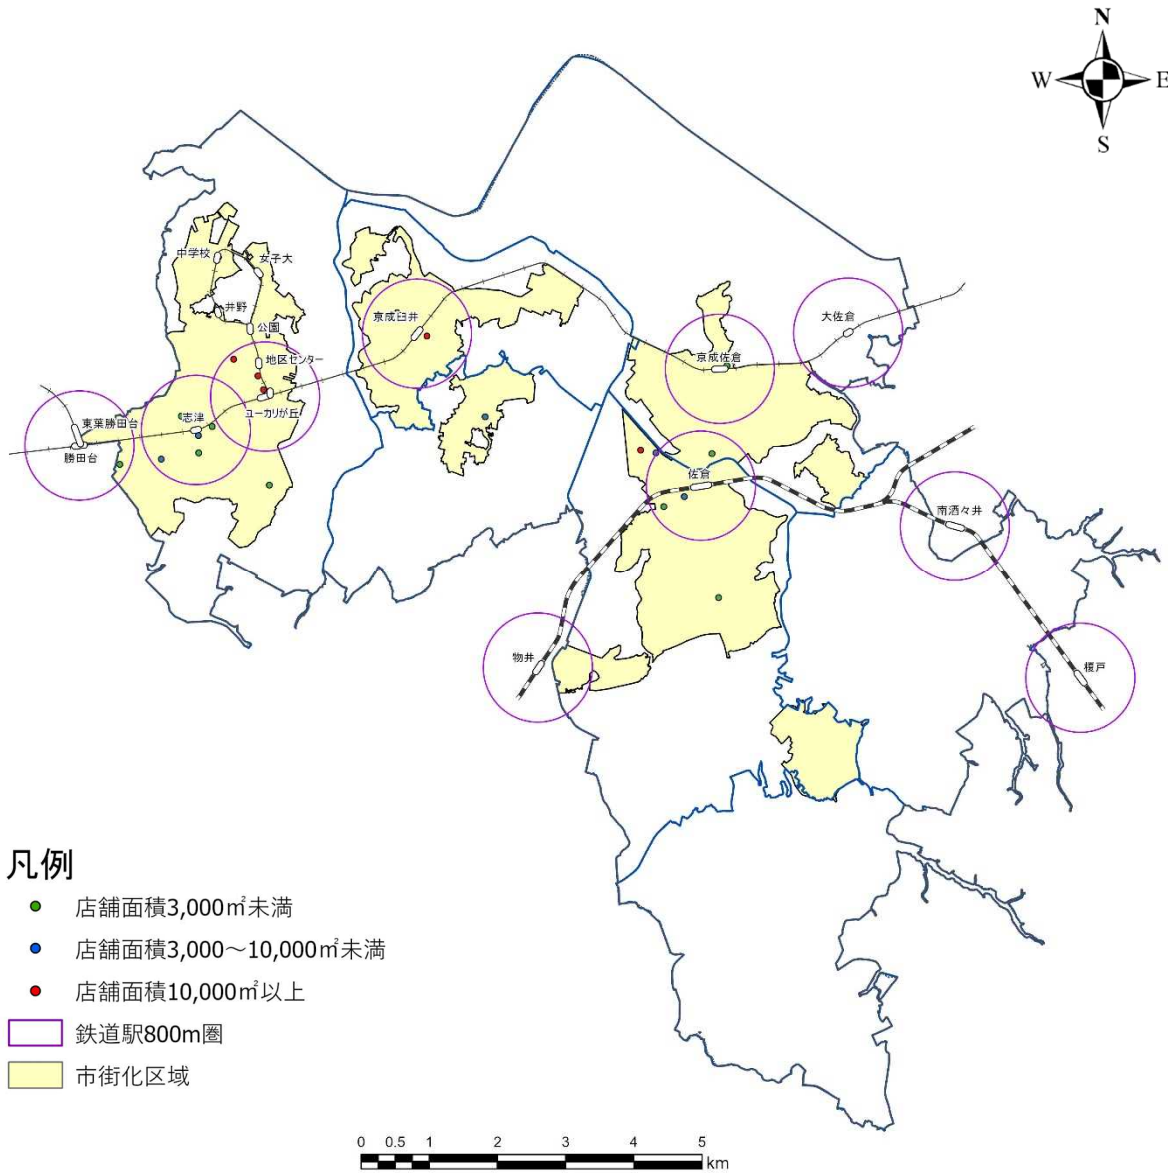 N
W
E
S
中学校
女子大
井野
公園
地区センター
ユーカリが丘
志津
東葉勝田台
勝田台
京成臼井
京成佐倉
大佐倉
佐倉
南酒々井
物井
榎戸
凡例
店舗面積3,000㎡未満
店舗面積3,000～10,000㎡未満
店舗面積10,000㎡以上
鉄道駅800m圏
市街化区域
0 0.5 1 2 3 4 5
km